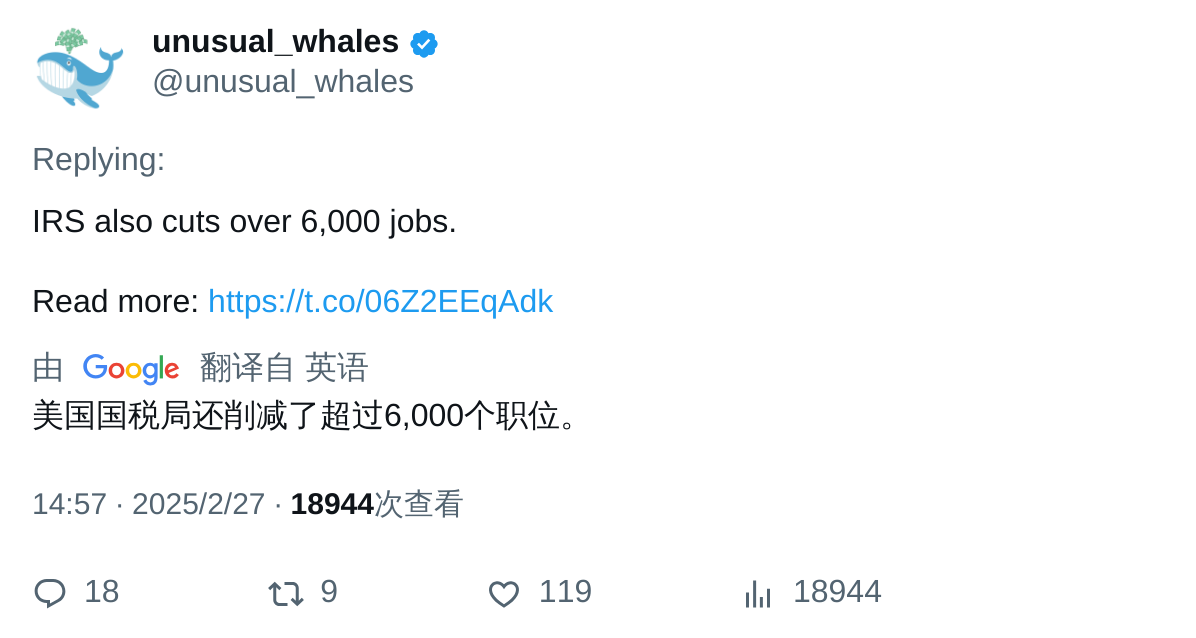 unusual_whales
@unusual_whales
Replying:
IRS also cuts over 6,000 jobs.
Read more: https://t.co/06Z2EEqAdk
由 Google 翻译自 英语
美国国税局还削减了超过6,000个职位。
14:57 · 2025/2/27 · 18944次查看
18 9 119 18944